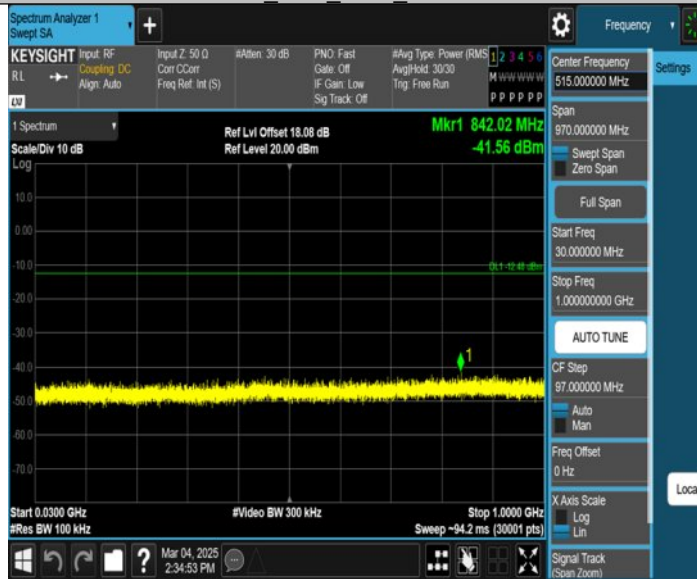 Spectrum Analyzer 1
Swept SA
Frequency
KEYSIGHT
RL
Input: RF
Coupling: DC
Align: Auto
Input Z: 50 Ω
Corr CCorr
Freq Ref: Int (S)
#Atten: 30 dB
PNO: Fast
Gate: Off
IF Gain: Low
Sig Track: Off
#Avg Type: Power (RMS
Avg|Hold: 30/30
Trig: Free Run
1 2 3 4 5 6
M W W W W W
P P P P P P
LXI
1 Spectrum
Scale/Div 10 dB
Log
Ref Lvl Offset 18.08 dB
Ref Level 20.00 dBm
Mkr1 842.02 MHz
-41.56 dBm
10.0
0.00
-10.0
DL1 -12.48 dBm
-20.0
-30.0
-40.0
1
-50.0
-60.0
-70.0
Start 0.0300 GHz
#Res BW 100 kHz
#Video BW 300 kHz
Stop 1.0000 GHz
Sweep ~94.2 ms (30001 pts)
?
Mar 04, 2025
2:34:53 PM
Center Frequency
515.000000 MHz
Settings
Span
970.000000 MHz
Swept Span
Zero Span
Full Span
Start Freq
30.000000 MHz
Stop Freq
1.000000000 GHz
AUTO TUNE
CF Step
97.000000 MHz
Auto
Man
Freq Offset
0 Hz
Loca
X Axis Scale
Log
Lin
Signal Track
(Span Zoom)